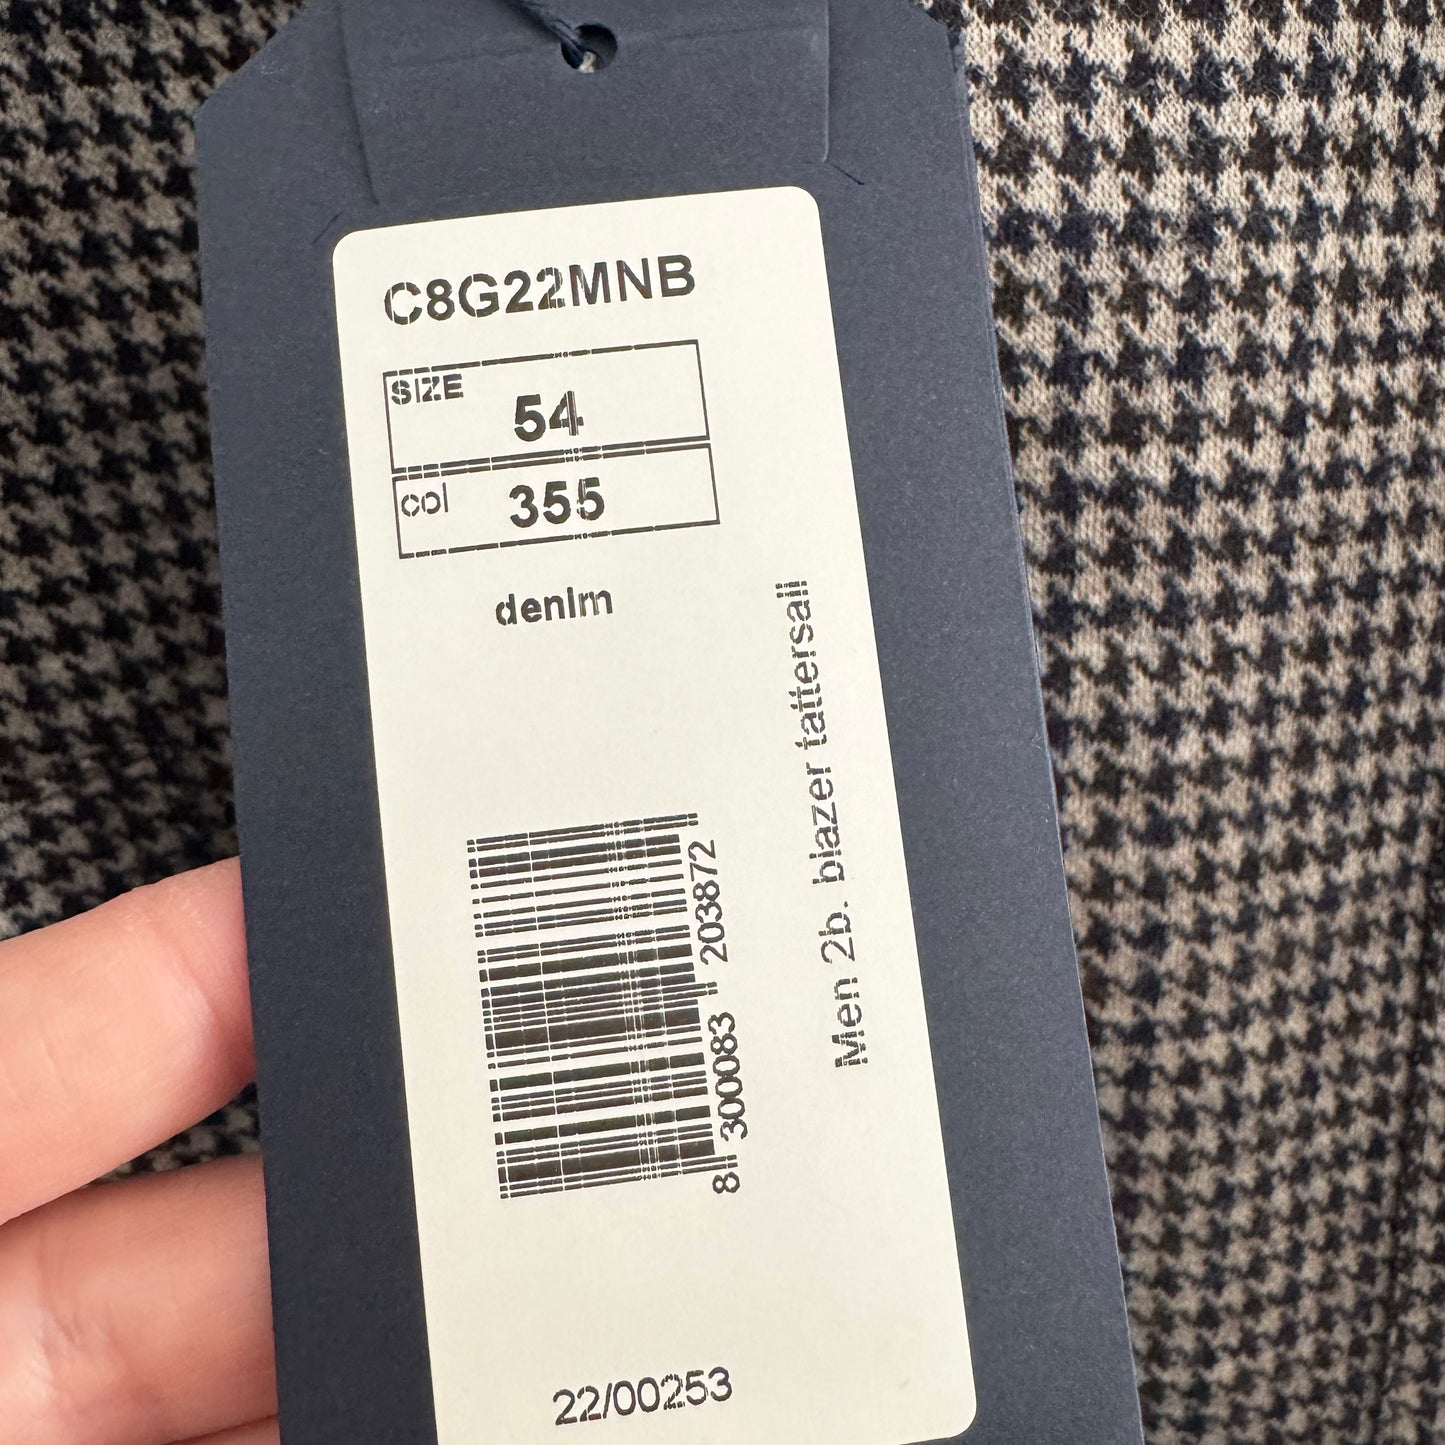 C8G22MNB
SIZE
54
col
355
denim
Men 2b. blazer tattersall
8 300083 203872
22/00253